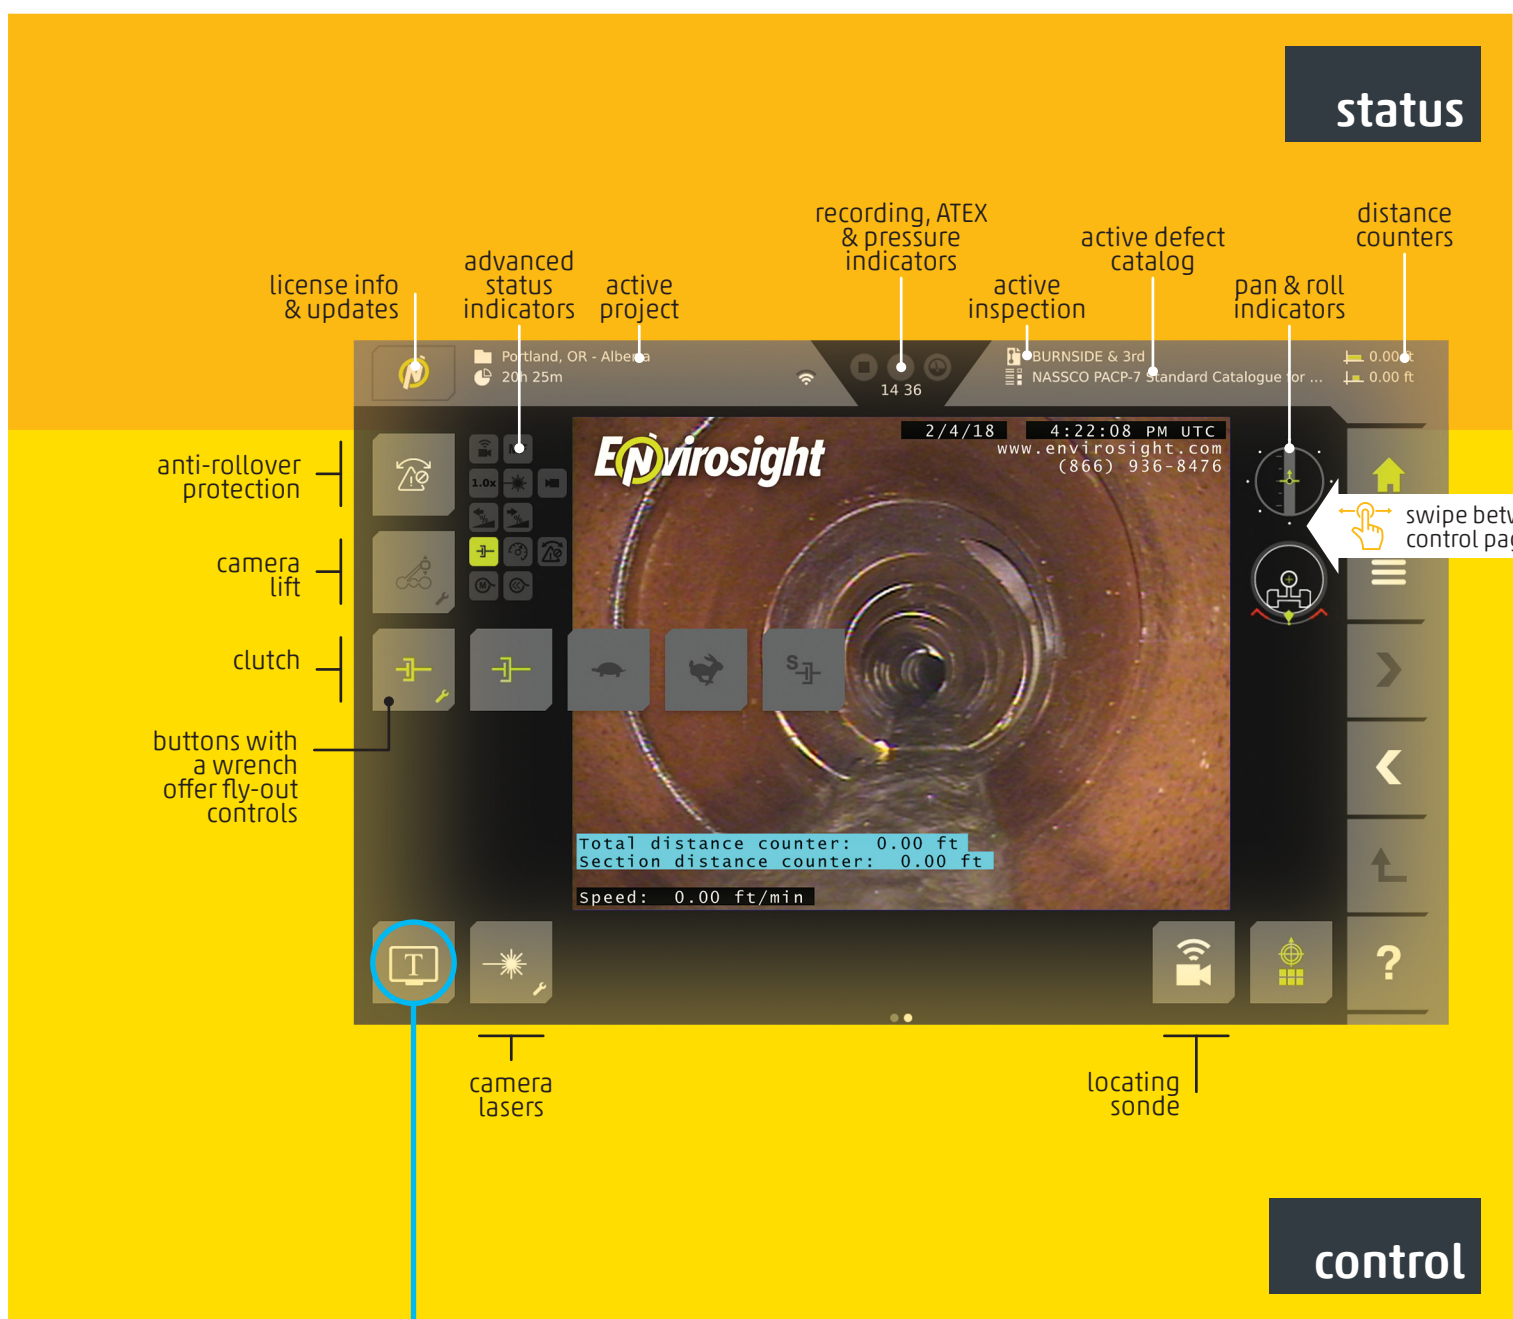 status
recording, ATEX
& pressure
indicators
distance
counters
active defect
catalog
advanced
status
indicators
license info
& updates
active
project
active
inspection
pan & roll
indicators
Portland, OR - Alberta
20h 25m
14 36
BURNSIDE & 3rd
NASSCO PACP-7 Standard Catalogue for ...
0.00 ft
0.00 ft
2/4/18 4:22:08 PM UTC
www.envirosight.com
(866) 936-8476
Envirosight
anti-rollover
protection
1.0x
swipe
control
camera
lift
M
clutch
S
buttons with
a wrench
offer fly-out
controls
Total distance counter: 0.00 ft
Section distance counter: 0.00 ft
Speed: 0.00 ft/min
T
?
camera
lasers
locating
sonde
control